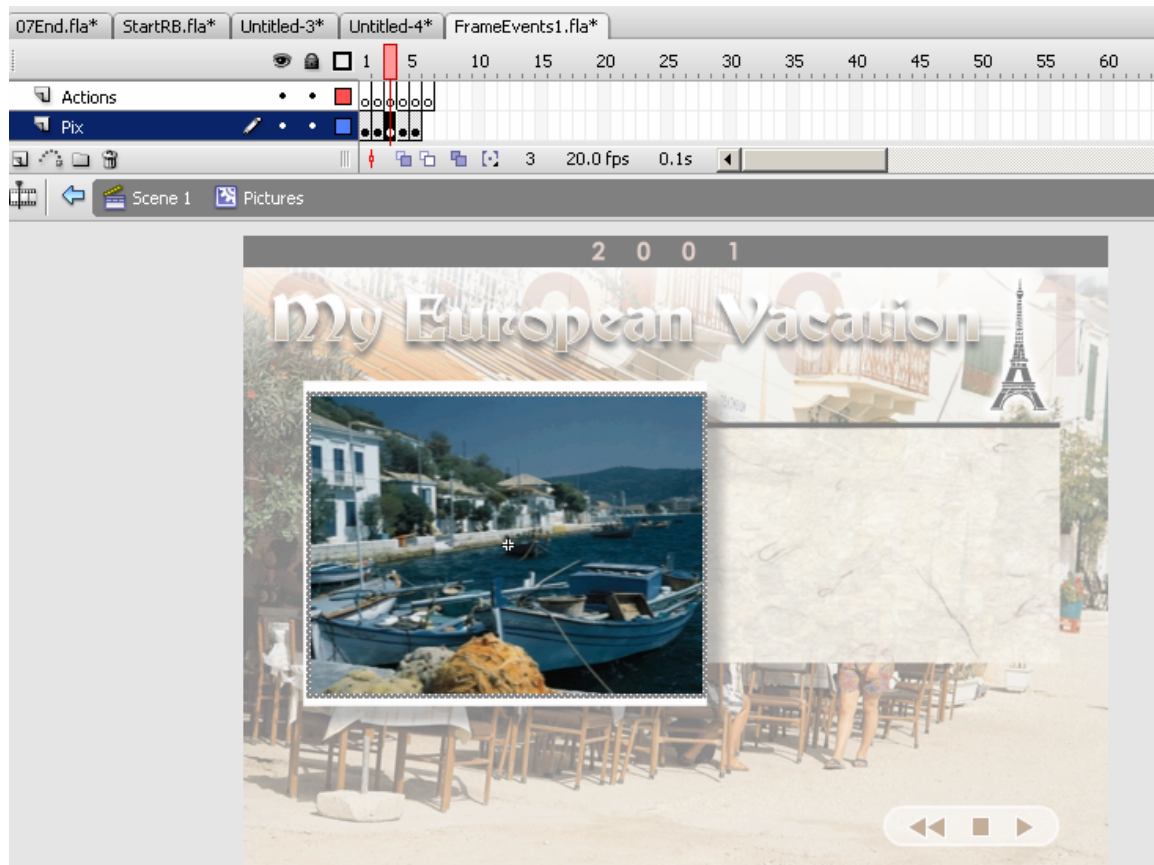 07End.fla* StartRB.fla* Untitled-3* Untitled-4* FrameEvents1.fla*
1 5 10 15 20 25 30 35 40 45 50 55 60
Actions
Pix
3 20.0 fps 0.1s
Scene 1 Pictures
2 0 0 1
My European Vacation